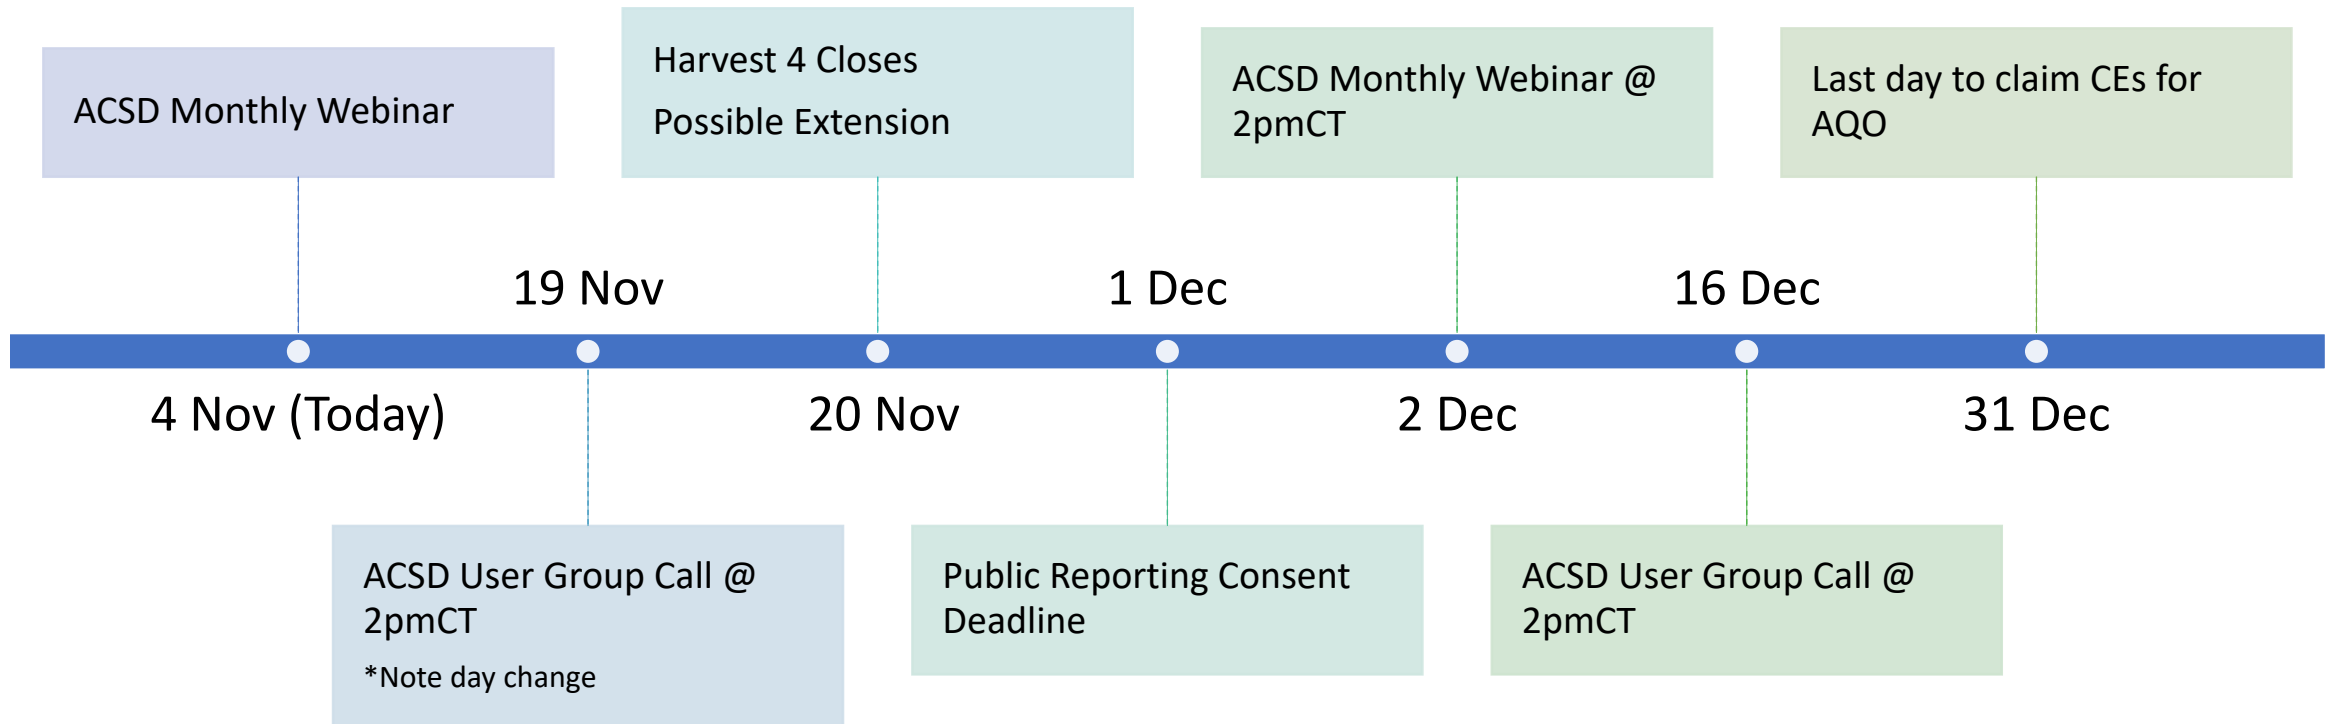 ACSD Monthly Webinar
Harvest 4 Closes
Possible Extension
ACSD Monthly Webinar @
2pmCT
Last day to claim CEs for
AQO
19 Nov
1 Dec
16 Dec
4 Nov (Today)
20 Nov
2 Dec
31 Dec
ACSD User Group Call @
2pmCT
*Note day change
Public Reporting Consent
Deadline
ACSD User Group Call @
2pmCT